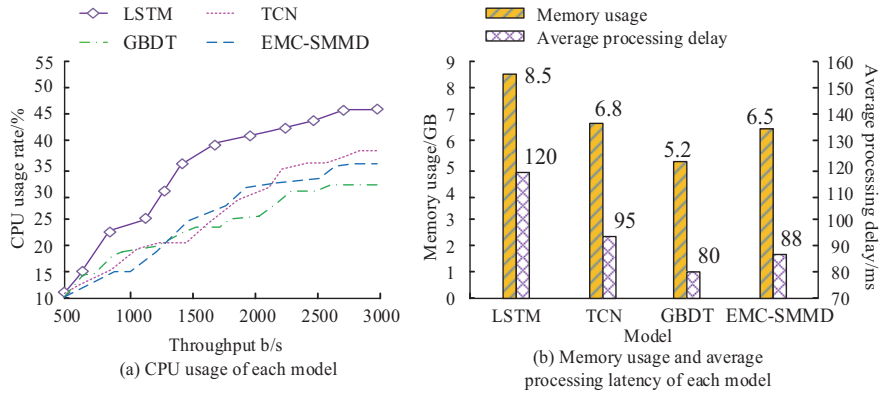 LSTM
TCN
GBDT
EMC-SMMD
CPU usage rate/%
55
50
45
40
35
30
25
20
15
10
500
1000
1500
2000
2500
3000
Throughput b/s
(a) CPU usage of each model
Memory usage
Average processing delay
Memory usage/GB
9
8
7
6
5
4
3
2
1
0
8.5
120
6.8
95
5.2
80
6.5
88
160
150
140
130
120
110
100
90
80
70
Average processing delay/ms
LSTM
TCN
GBDT
EMC-SMMD
Model
(b) Memory usage and average
processing latency of each model